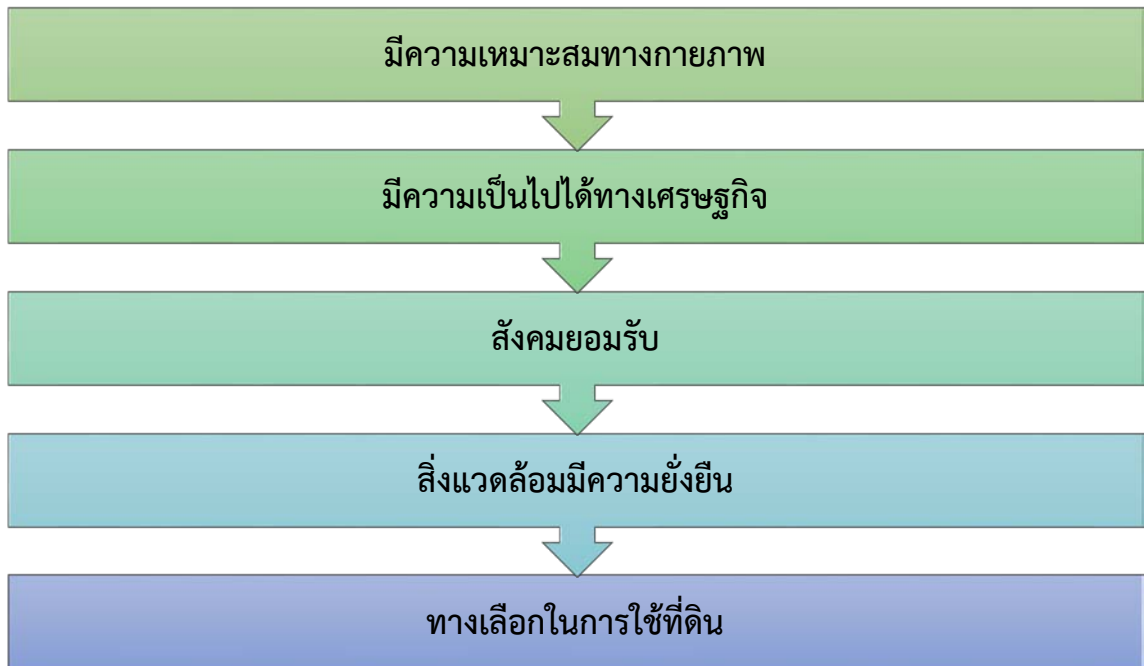 มีความเหมาะสมทางกายภาพ
มีความเป็นไปได้ทางเศรษฐกิจ
สังคมยอมรับ
สิ่งแวดล้อมมีความยั่งยืน
ทางเลือกในการใช้ที่ดิน